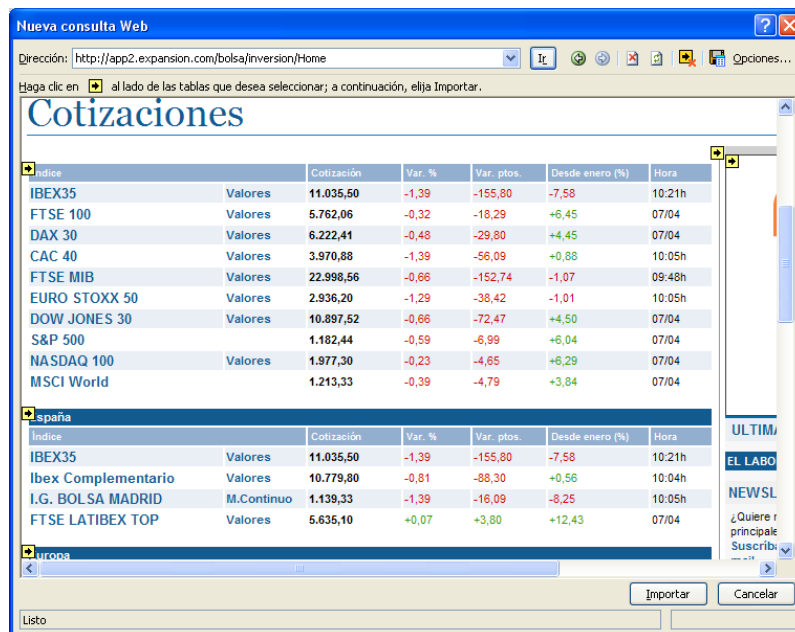 Nueva consulta Web
Dirección: http://app2.expansion.com/bolsa/inversion/Home Ir Opciones...
Haga clic en al lado de las tablas que desea seleccionar; a continuación, elija Importar.
Cotizaciones
Índice Cotización Var. % Var. ptos. Desde enero (%) Hora
IBEX35 Valores 11.035,50 -1,39 -155,80 -7,58 10:21h
FTSE 100 Valores 5.762,06 -0,32 -18,29 +6,45 07/04
DAX 30 Valores 6.222,41 -0,48 -29,80 +4,45 07/04
CAC 40 Valores 3.970,88 -1,39 -56,09 +0,88 10:05h
FTSE MIB Valores 22.998,56 -0,66 -152,74 -1,07 09:48h
EURO STOXX 50 Valores 2.936,20 -1,29 -38,42 -1,01 10:05h
DOW JONES 30 Valores 10.897,52 -0,66 -72,47 +4,50 07/04
S&P 500 1.182,44 -0,59 -6,99 +6,04 07/04
NASDAQ 100 Valores 1.977,30 -0,23 -4,65 +6,29 07/04
MSCI World 1.213,33 -0,39 -4,79 +3,84 07/04
España
Índice Cotización Var. % Var. ptos. Desde enero (%) Hora
IBEX35 Valores 11.035,50 -1,39 -155,80 -7,58 10:21h
Ibex Complementario Valores 10.779,80 -0,81 -88,30 +0,56 10:04h
I.G. BOLSA MADRID M.Continuo 1.139,33 -1,39 -16,09 -8,25 10:05h
FTSE LATIBEX TOP Valores 5.635,10 +0,07 +3,80 +12,43 07/04
Europa
ULTIMA
EL LABO
NEWSL
¿Quiere r
principale
Suscriba
Importar Cancelar
Listo